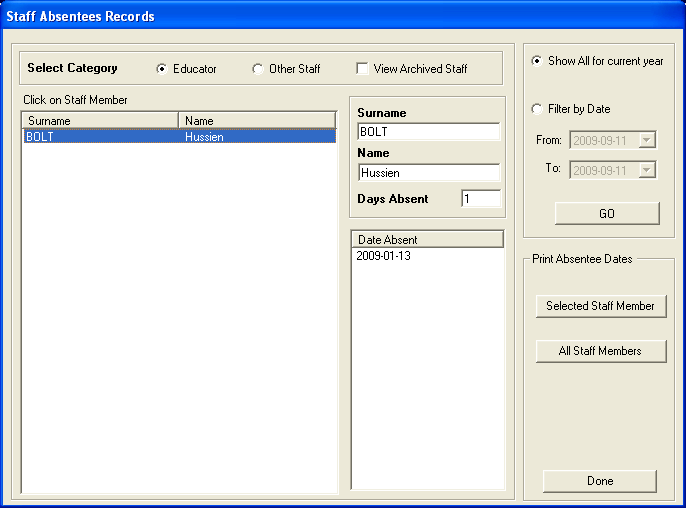 Staff Absentees Records
Select Category
Educator
Other Staff
View Archived Staff
Click on Staff Member
Surname Name
BOLT Hussien
Surname
BOLT
Name
Hussien
Days Absent 1
Date Absent
2009-01-13
Show All for current year
Filter by Date
From: 2009-09-11
To: 2009-09-11
GO
Print Absentee Dates
Selected Staff Member
All Staff Members
Done